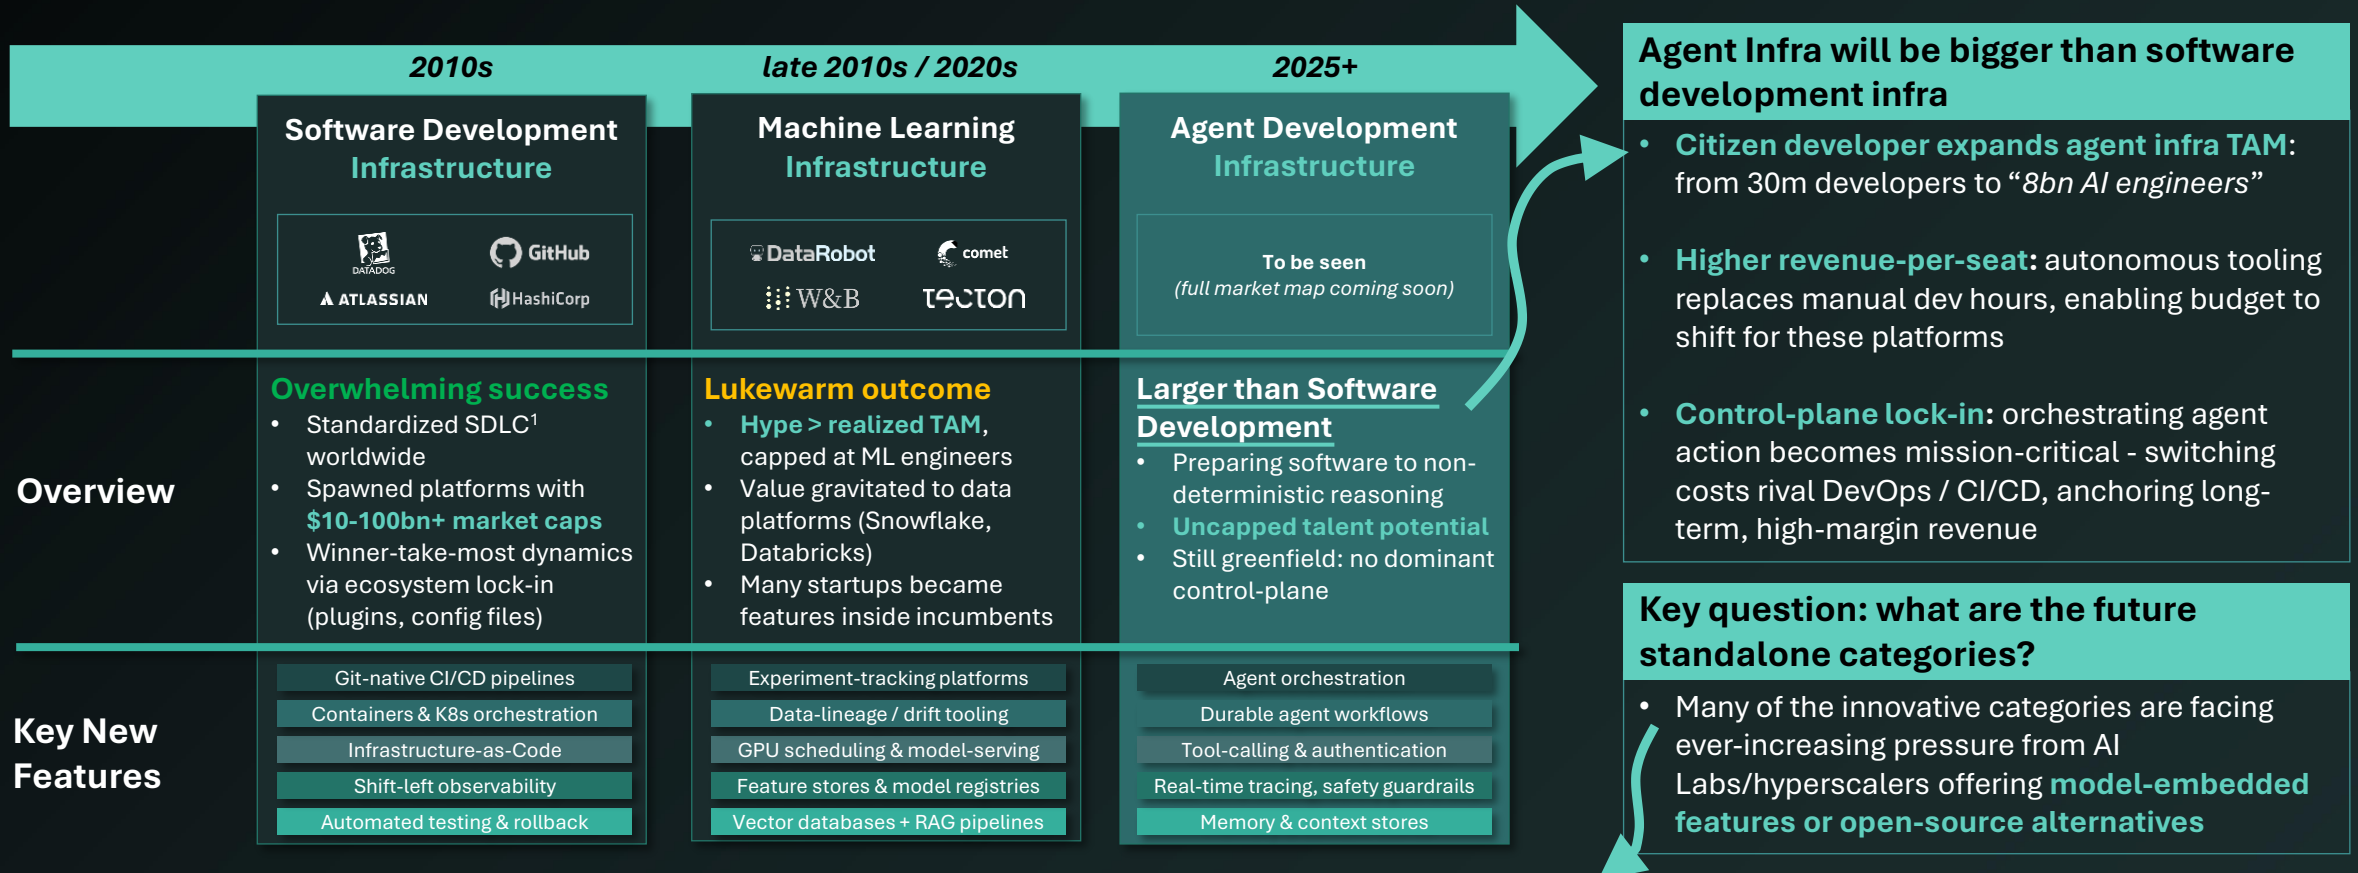 2010s
late 2010s / 2020s
2025+
Software Development
Infrastructure
DATADOG
GitHub
ATLASSIAN
HashiCorp
Machine Learning
Infrastructure
DataRobot
comet
W&B
TECTON
Agent Development
Infrastructure
To be seen
(full market map coming soon)
Overview
Overwhelming success
• Standardized SDLC¹
worldwide
• Spawned platforms with
$10-100bn+ market caps
• Winner-take-most dynamics
via ecosystem lock-in
(plugins, config files)
Lukewarm outcome
• Hype > realized TAM,
capped at ML engineers
• Value gravitated to data
platforms (Snowflake,
Databricks)
• Many startups became
features inside incumbents
Larger than Software
Development
• Preparing software to non-
deterministic reasoning
• Uncapped talent potential
• Still greenfield: no dominant
control-plane
Key New
Features
Git-native CI/CD pipelines
Containers & K8s orchestration
Infrastructure-as-Code
Shift-left observability
Automated testing & rollback
Experiment-tracking platforms
Data-lineage / drift tooling
GPU scheduling & model-serving
Feature stores & model registries
Vector databases + RAG pipelines
Agent orchestration
Durable agent workflows
Tool-calling & authentication
Real-time tracing, safety guardrails
Memory & context stores
Agent Infra will be bigger than software
development infra
• Citizen developer expands agent infra TAM:
from 30m developers to “8bn AI engineers”
• Higher revenue-per-seat: autonomous tooling
replaces manual dev hours, enabling budget to
shift for these platforms
• Control-plane lock-in: orchestrating agent
action becomes mission-critical - switching
costs rival DevOps / CI/CD, anchoring long-
term, high-margin revenue
Key question: what are the future
standalone categories?
• Many of the innovative categories are facing
ever-increasing pressure from AI
Labs/hyperscalers offering model-embedded
features or open-source alternatives